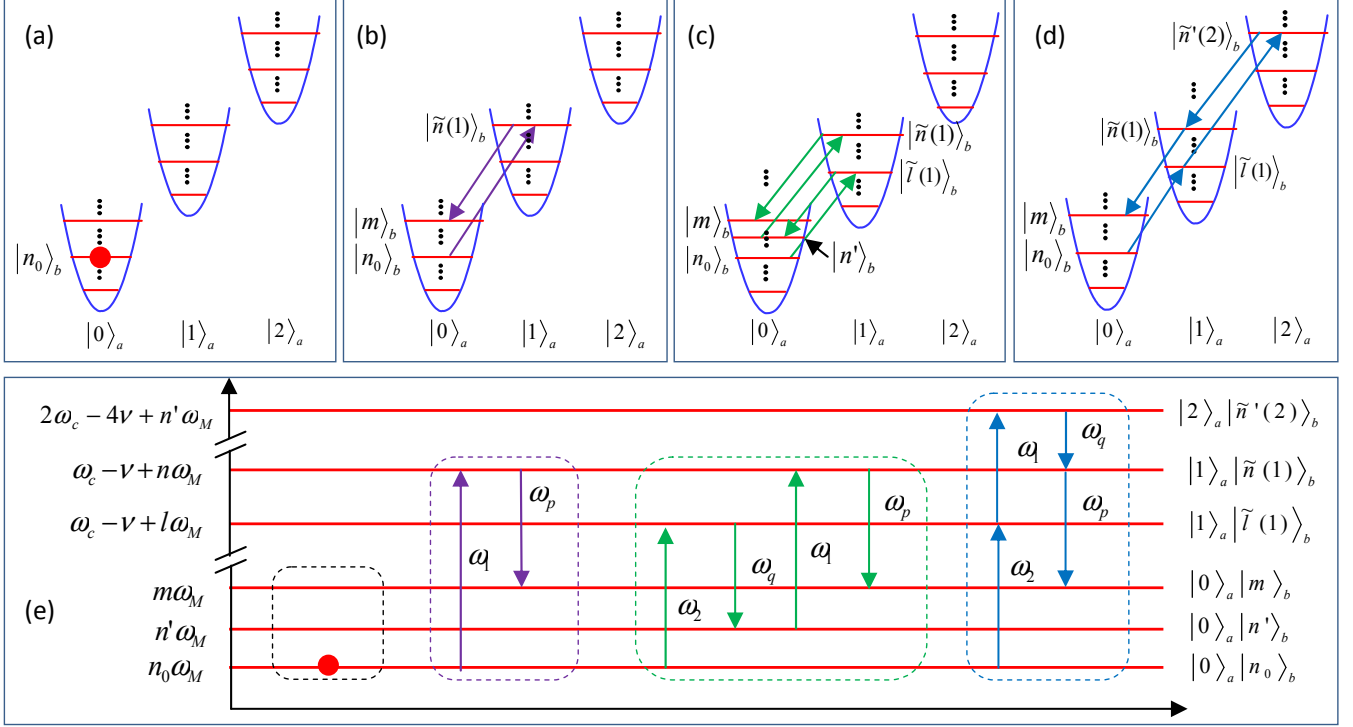 (a)
|n₀⟩_b
|0⟩_a |1⟩_a |2⟩_a
(b)
|ñ(1)⟩_b
|m⟩_b
|n₀⟩_b
|0⟩_a |1⟩_a |2⟩_a
(c)
|ñ(1)⟩_b
|l̃(1)⟩_b
|m⟩_b
|n₀⟩_b |n'⟩_b
|0⟩_a |1⟩_a |2⟩_a
(d)
|ñ'(2)⟩_b
|ñ(1)⟩_b |l̃(1)⟩_b
|m⟩_b
|n₀⟩_b
|0⟩_a |1⟩_a |2⟩_a
(e)
2ω_c − 4ν + n'ω_M
ω_c − ν + nω_M
ω_c − ν + lω_M
mω_M
n'ω_M
n₀ω_M
ω₁ ω_p
ω₂ ω_q ω₁ ω_p
ω₂ ω₁ ω_q ω_p
|2⟩_a |ñ'(2)⟩_b
|1⟩_a |ñ(1)⟩_b
|1⟩_a |l̃(1)⟩_b
|0⟩_a |m⟩_b
|0⟩_a |n'⟩_b
|0⟩_a |n₀⟩_b